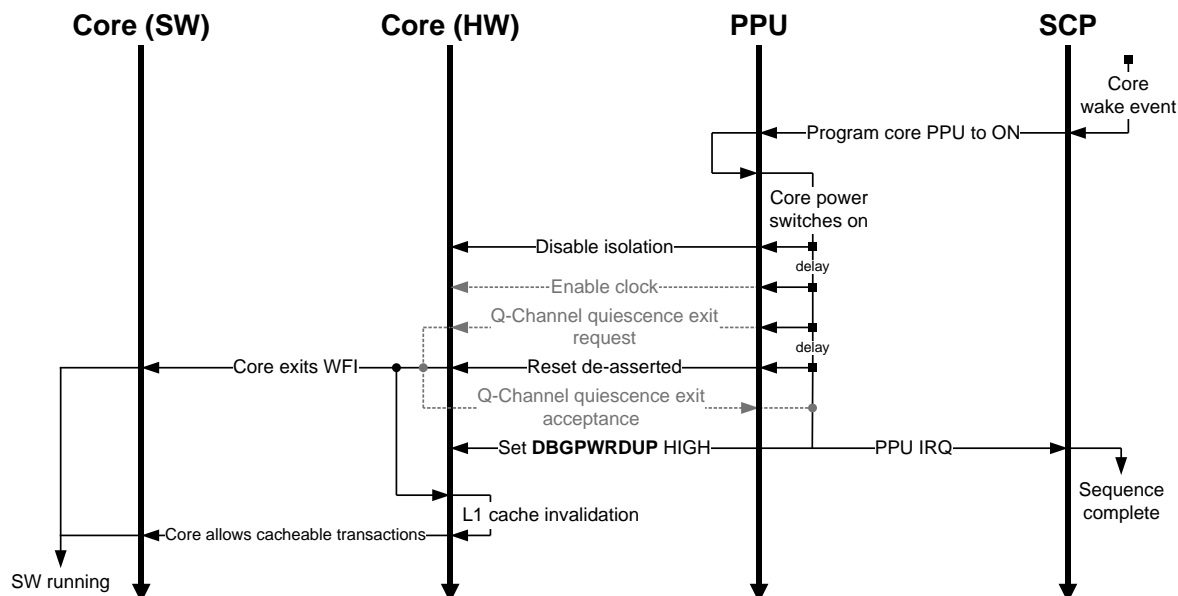 Core (SW)
Core (HW)
PPU
SCP
Core
wake event
Program core PPU to ON
Core power
switches on
Disable isolation
delay
Enable clock
Q-Channel quiescence exit
request
delay
Core exits WFI
Reset de-asserted
Q-Channel quiescence exit
acceptance
Set DBGPWRDUP HIGH
PPU IRQ
Sequence
complete
L1 cache invalidation
Core allows cacheable transactions
SW running